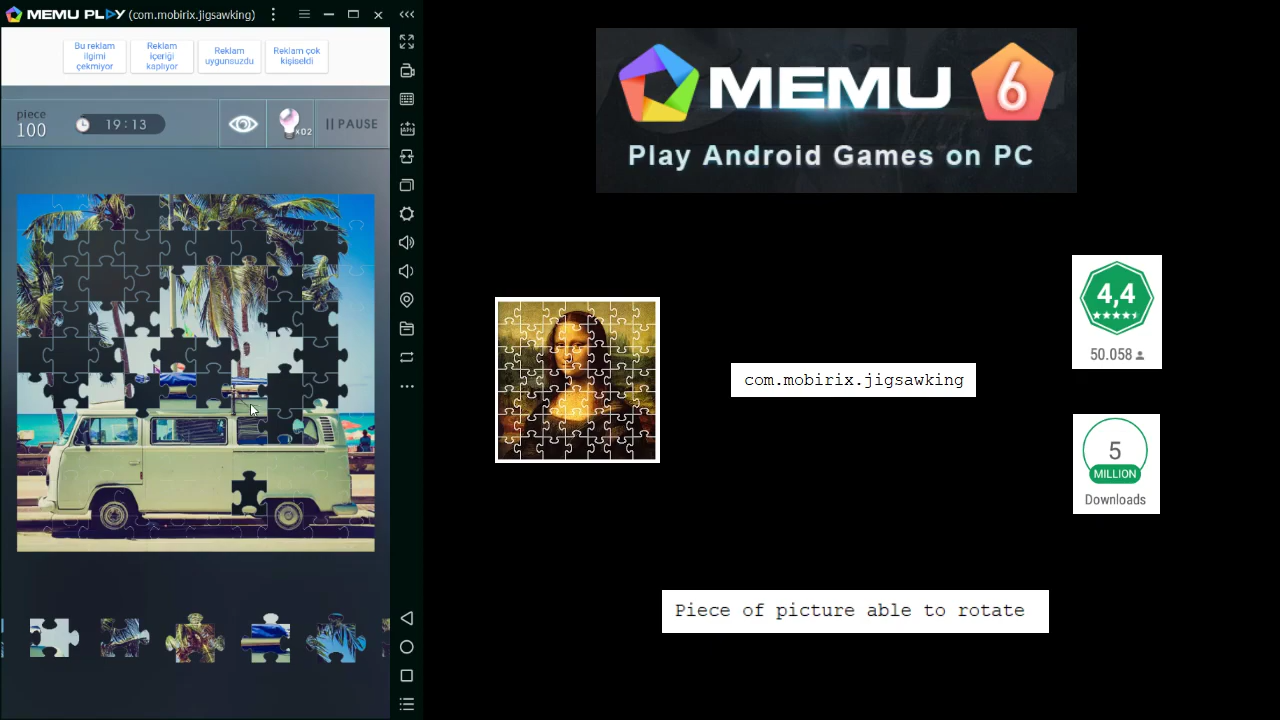 MEMU PLAY (com.mobirix.jigsawking)
Bu reklam
ilgimi
çekmiyor
Reklam
içeriği
kaplıyor
Reklam
uygunsuzdu
Reklam çok
kişiseldi
piece
100
19:13
x02
PAUSE
MEMU 6
Play Android Games on PC
4,4
50.058
com.mobirix.jigsawking
5
MILLION
Downloads
Piece of picture able to rotate